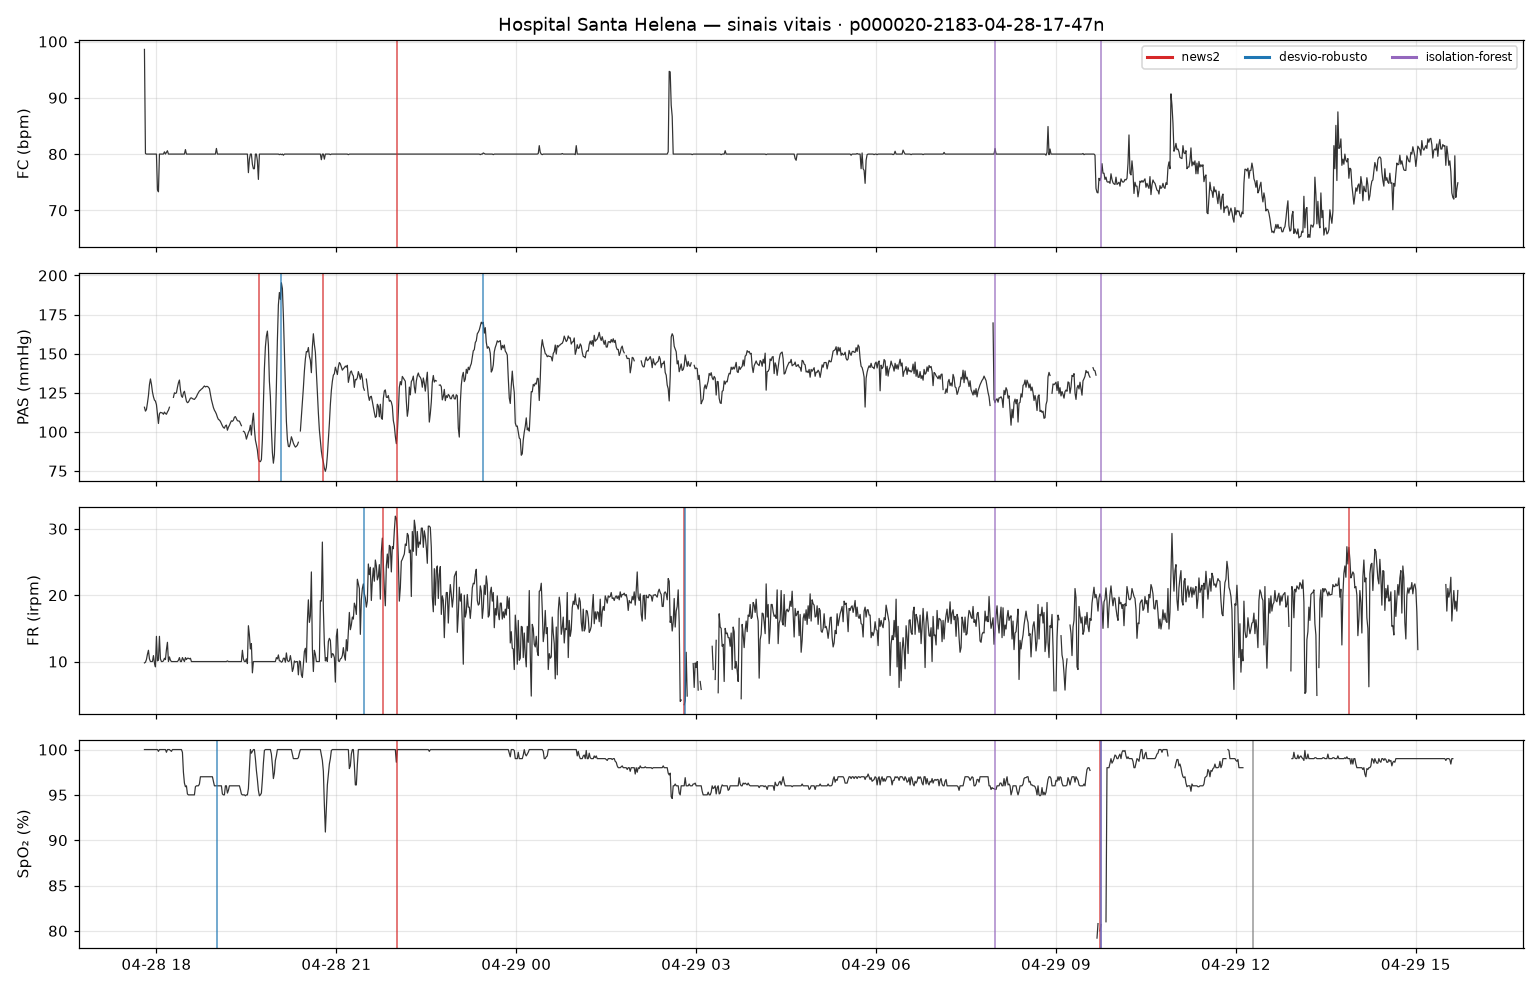 Hospital Santa Helena — sinais vitais · p000020-2183-04-28-17-47n
news2 desvio-robusto isolation-forest
FC (bpm)
100
90
80
70
PAS (mmHg)
200
175
150
125
100
75
FR (irpm)
30
20
10
SpO₂ (%)
100
95
90
85
80
04-28 18 04-28 21 04-29 00 04-29 03 04-29 06 04-29 09 04-29 12 04-29 15